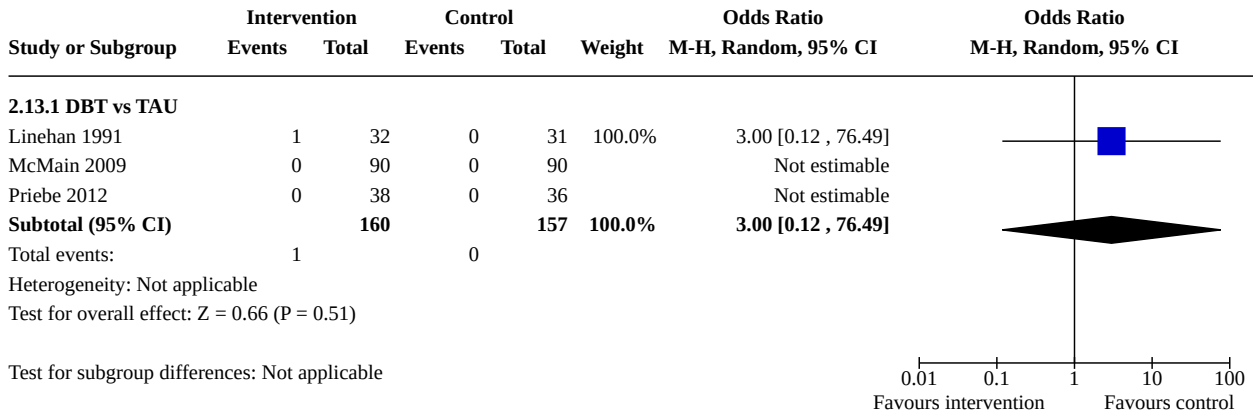 Intervention Control Odds Ratio Odds Ratio
Study or Subgroup Events Total Events Total Weight M-H, Random, 95% CI M-H, Random, 95% CI
2.13.1 DBT vs TAU
Linehan 1991 1 32 0 31 100.0% 3.00 [0.12 , 76.49]
McMain 2009 0 90 0 90 Not estimable
Priebe 2012 0 38 0 36 Not estimable
Subtotal (95% CI) 160 157 100.0% 3.00 [0.12 , 76.49]
Total events: 1 0
Heterogeneity: Not applicable
Test for overall effect: Z = 0.66 (P = 0.51)
Test for subgroup differences: Not applicable
0.01 0.1 1 10 100
Favours intervention Favours control